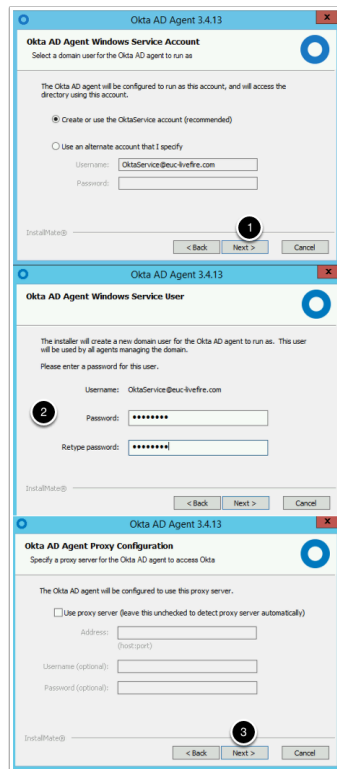 Okta AD Agent 3.4.13
x
Okta AD Agent Windows Service Account
Select a domain user for the Okta AD agent to run as
The Okta AD agent will be configured to run as this account, and will access the
directory using this account.
Create or use the OktaService account (recommended)
Use an alternate account that I specify
Username: OktaService@euc-livefire.com
Password:
1
InstallMate®
< Back Next > Cancel
Okta AD Agent 3.4.13
x
Okta AD Agent Windows Service User
The installer will create a new domain user for the Okta AD agent to run as. This user
will be used by all agents managing the domain.
Please enter a password for this user.
Username: OktaService@euc-livefire.com
2
Password: ••••••••
Retype password: ••••••••
InstallMate®
< Back Next > Cancel
Okta AD Agent 3.4.13
x
Okta AD Agent Proxy Configuration
Specify a proxy server for the Okta AD agent to access Okta
The Okta AD agent will be configured to use this proxy server.
Use proxy server (leave this unchecked to detect proxy server automatically)
Address:
(host:port)
Username (optional):
Password (optional):
3
InstallMate®
< Back Next > Cancel